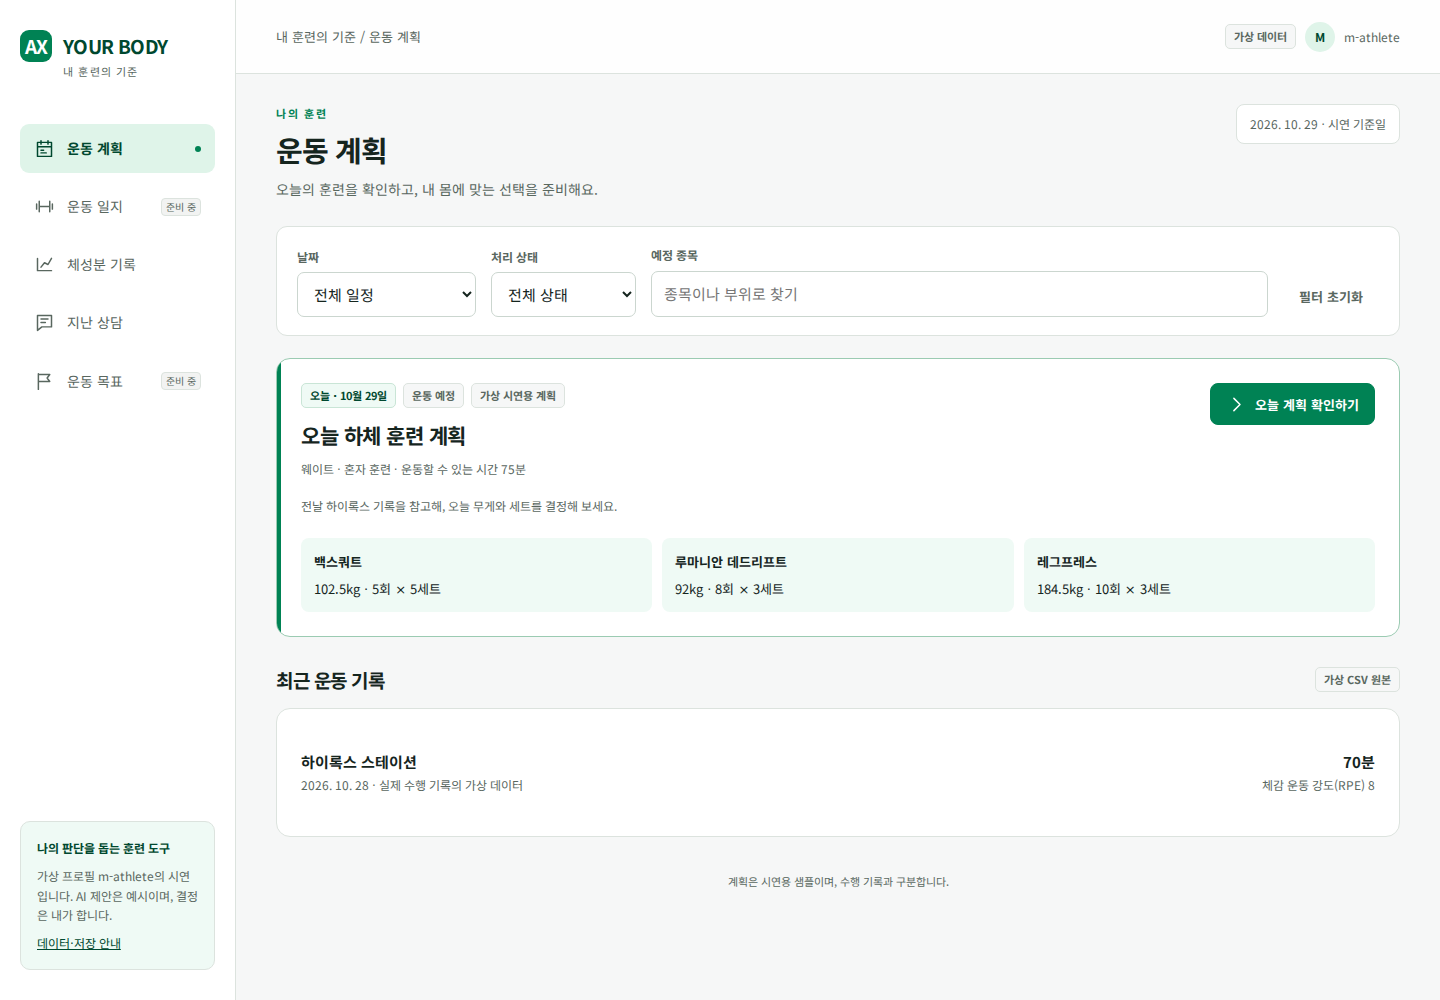 AX YOUR BODY
내 훈련의 기준
운동 계획
운동 일지 준비 중
체성분 기록
지난 상담
운동 목표 준비 중
나의 판단을 돕는 훈련 도구
가상 프로필 m-athlete의 시연
입니다. AI 제안은 예시이며, 결정
은 내가 합니다.
데이터·저장 안내
내 훈련의 기준 / 운동 계획
가상 데이터 M m-athlete
나의 훈련
운동 계획
오늘의 훈련을 확인하고, 내 몸에 맞는 선택을 준비해요.
2026. 10. 29 · 시연 기준일
날짜 처리 상태 예정 종목
전체 일정 전체 상태 종목이나 부위로 찾기 필터 초기화
오늘 · 10월 29일 운동 예정 가상 시연용 계획
오늘 계획 확인하기
오늘 하체 훈련 계획
웨이트 · 혼자 훈련 · 운동할 수 있는 시간 75분
전날 하이록스 기록을 참고해, 오늘 무게와 세트를 결정해 보세요.
백스쿼트 루마니안 데드리프트 레그프레스
102.5kg · 5회 × 5세트 92kg · 8회 × 3세트 184.5kg · 10회 × 3세트
최근 운동 기록 가상 CSV 원본
하이록스 스테이션 70분
2026. 10. 28 · 실제 수행 기록의 가상 데이터 체감 운동 강도(RPE) 8
계획은 시연용 샘플이며, 수행 기록과 구분합니다.